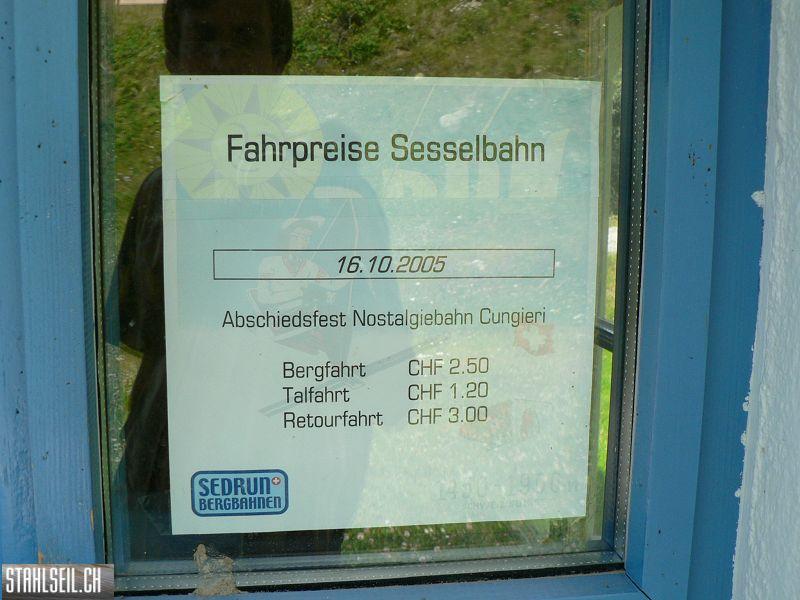 Fahrpreise Sesselbahn
16.10.2005
Abschiedsfest Nostalgiebahn Cungieri
Bergfahrt CHF 2.50
Talfahrt CHF 1.20
Retourfahrt CHF 3.00
SEDRUN
BERGBAHNEN
STAHLSEIL.CH